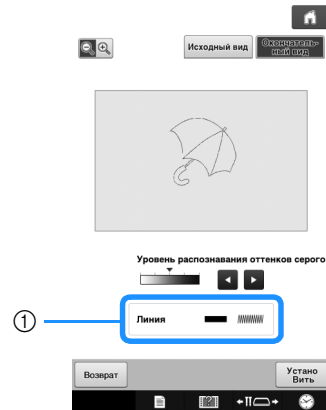 Исходный вид
Окончатель-
ный вид
Уровень распознавания оттенков серого
1
Линия
Возврат
Устано
Вить